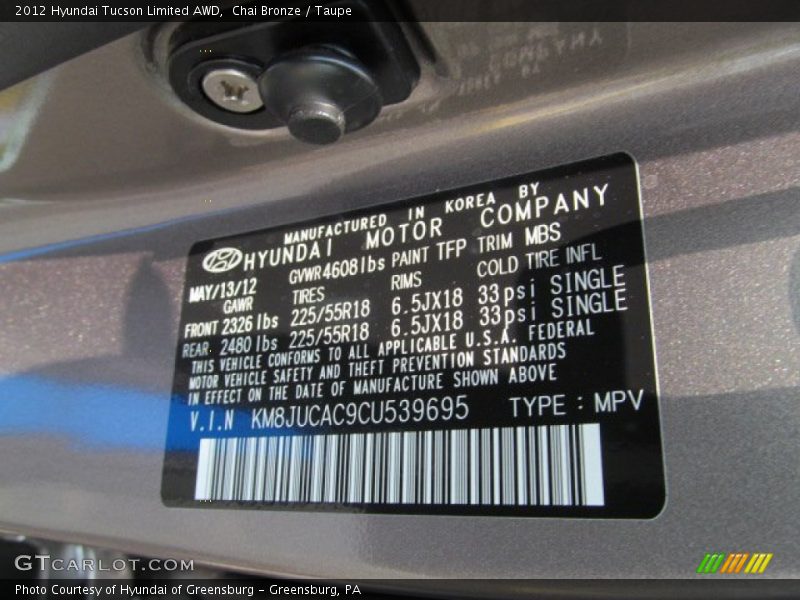 2012 Hyundai Tucson Limited AWD, Chai Bronze / Taupe
MANUFACTURED IN KOREA BY
HYUNDAI MOTOR COMPANY
MAY/13/12 GVWR4608lbs PAINT TFP TRIM MBS
GAWR TIRES RIMS COLD TIRE INFL
FRONT 2326 lbs 225/55R18 6.5JX18 33psi SINGLE
REAR 2480 lbs 225/55R18 6.5JX18 33psi SINGLE
THIS VEHICLE CONFORMS TO ALL APPLICABLE U.S.A. FEDERAL
MOTOR VEHICLE SAFETY AND THEFT PREVENTION STANDARDS
IN EFFECT ON THE DATE OF MANUFACTURE SHOWN ABOVE
V.I.N KM8JUCAC9CU539695 TYPE : MPV
GTCARLOT.COM
Photo Courtesy of Hyundai of Greensburg – Greensburg, PA